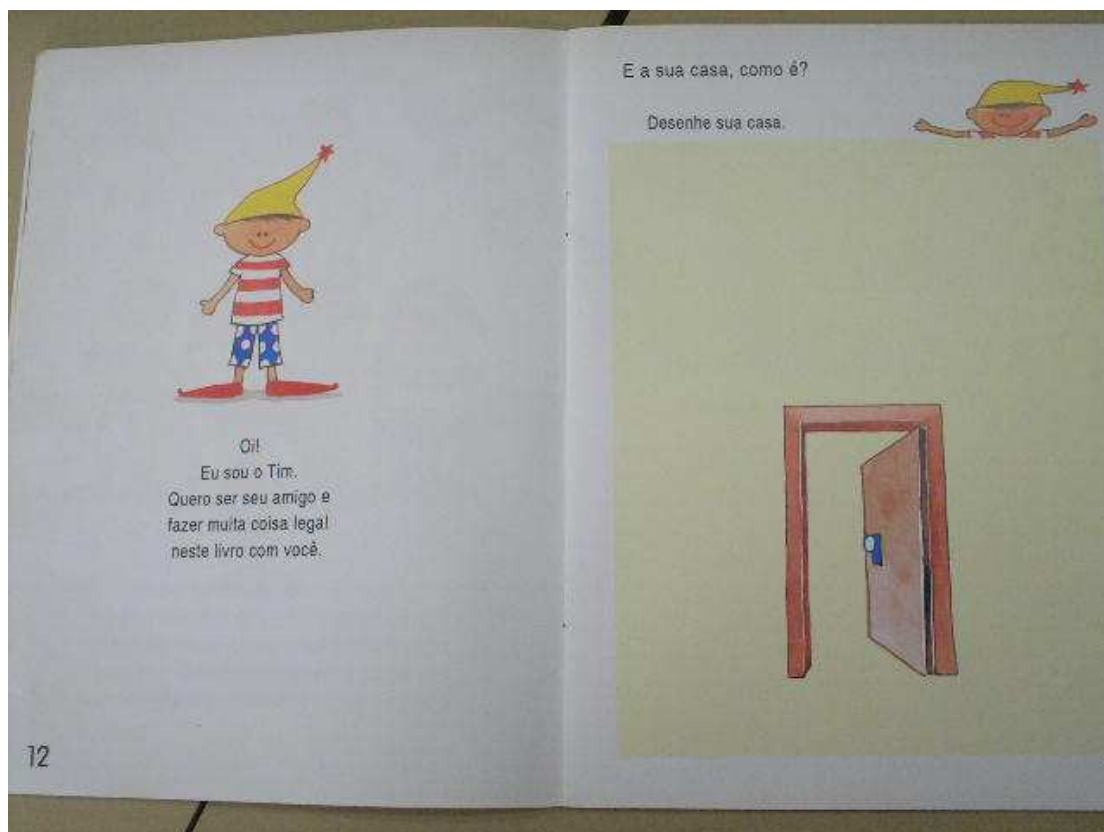 Oi!
Eu sou o Tim.
Quero ser seu amigo e
fazer muita coisa legal
neste livro com você.
12
E a sua casa, como é?
Desenhe sua casa.